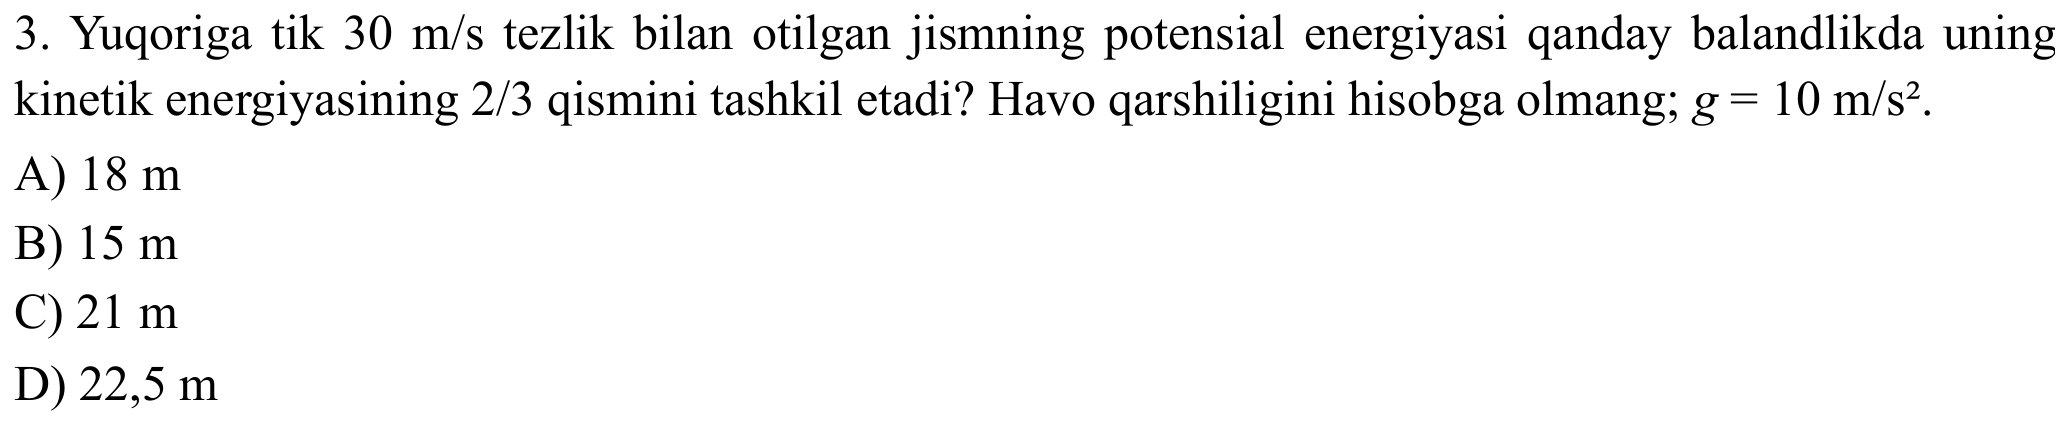 3. Yuqoriga tik 30 m/s tezlik bilan otilgan jismning potensial energiyasi qanday balandlikda uning
kinetik energiyasining 2/3 qismini tashkil etadi? Havo qarshiligini hisobga olmang; g = 10 m/s².
A) 18 m
B) 15 m
C) 21 m
D) 22,5 m